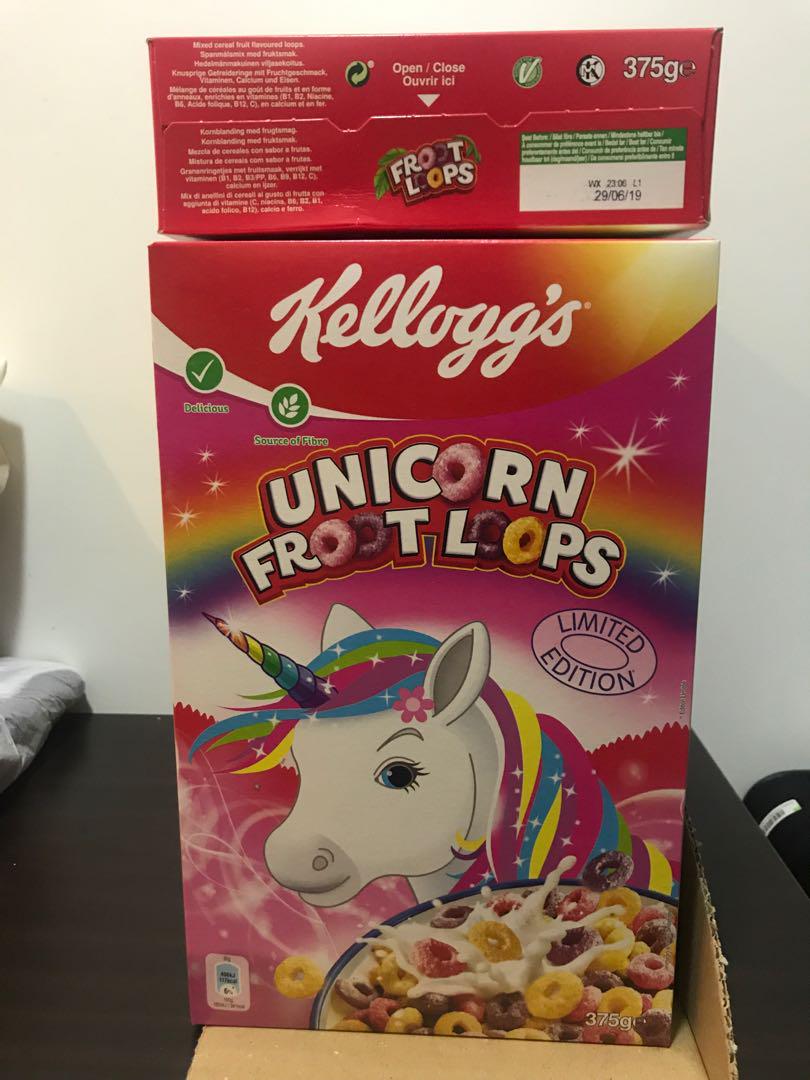 Mixed cereal fruit flavoured loops.
Spannmålsmix med fruktsmak.
Hedelmänmakuinen viljasekoitus.
Knusprige Getreideringe mit Fruchtgeschmack,
Vitaminen, Calcium und Eisen.
Mélange de céréales au goût de fruits et en forme
d'anneaux, enrichies en vitamines (B1, B2, Niacine,
B6, Acide folique, B12, C), en calcium et en fer.
Open / Close
Ouvrir ici
K
375g℮
Kornblanding med frugtsmag.
Kornblanding med fruktsmak.
Mezcla de cereales con sabor a frutas.
Mistura de cereais com sabor a frutas.
Granenringetjes met fruitsmaak, verrijkt met
vitaminen (B1, B2, B3/PP, B6, B9, B12, C),
calcium en ijzer.
Mix di anellini di cereali al gusto di frutta con
aggiunta di vitamine (C, niacina, B6, B2, B1,
acido folico, B12), calcio e ferro.
FROOT
LOOPS
WX 23:06 L1
29/06/19
Kellogg's
Delicious
Source of Fibre
UNICORN
FROOT LOOPS
LIMITED
EDITION
375g℮